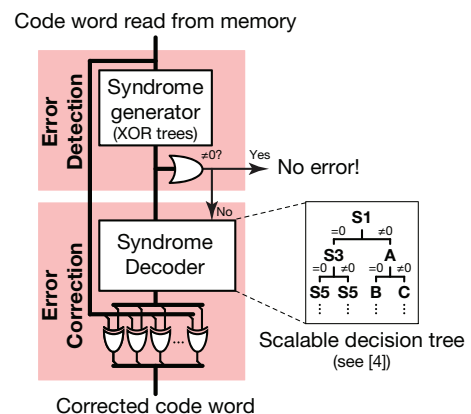 Code word read from memory
Error
Detection
Syndrome
generator
(XOR trees)
≠0?
Yes
No error!
No
Error
Correction
Syndrome
Decoder
S1
=0 ≠0
S3 A
=0 ≠0 =0 ≠0
S5 S5 B C
⋮ ⋮ ⋮ ⋮
...
Scalable decision tree
(see [4])
Corrected code word